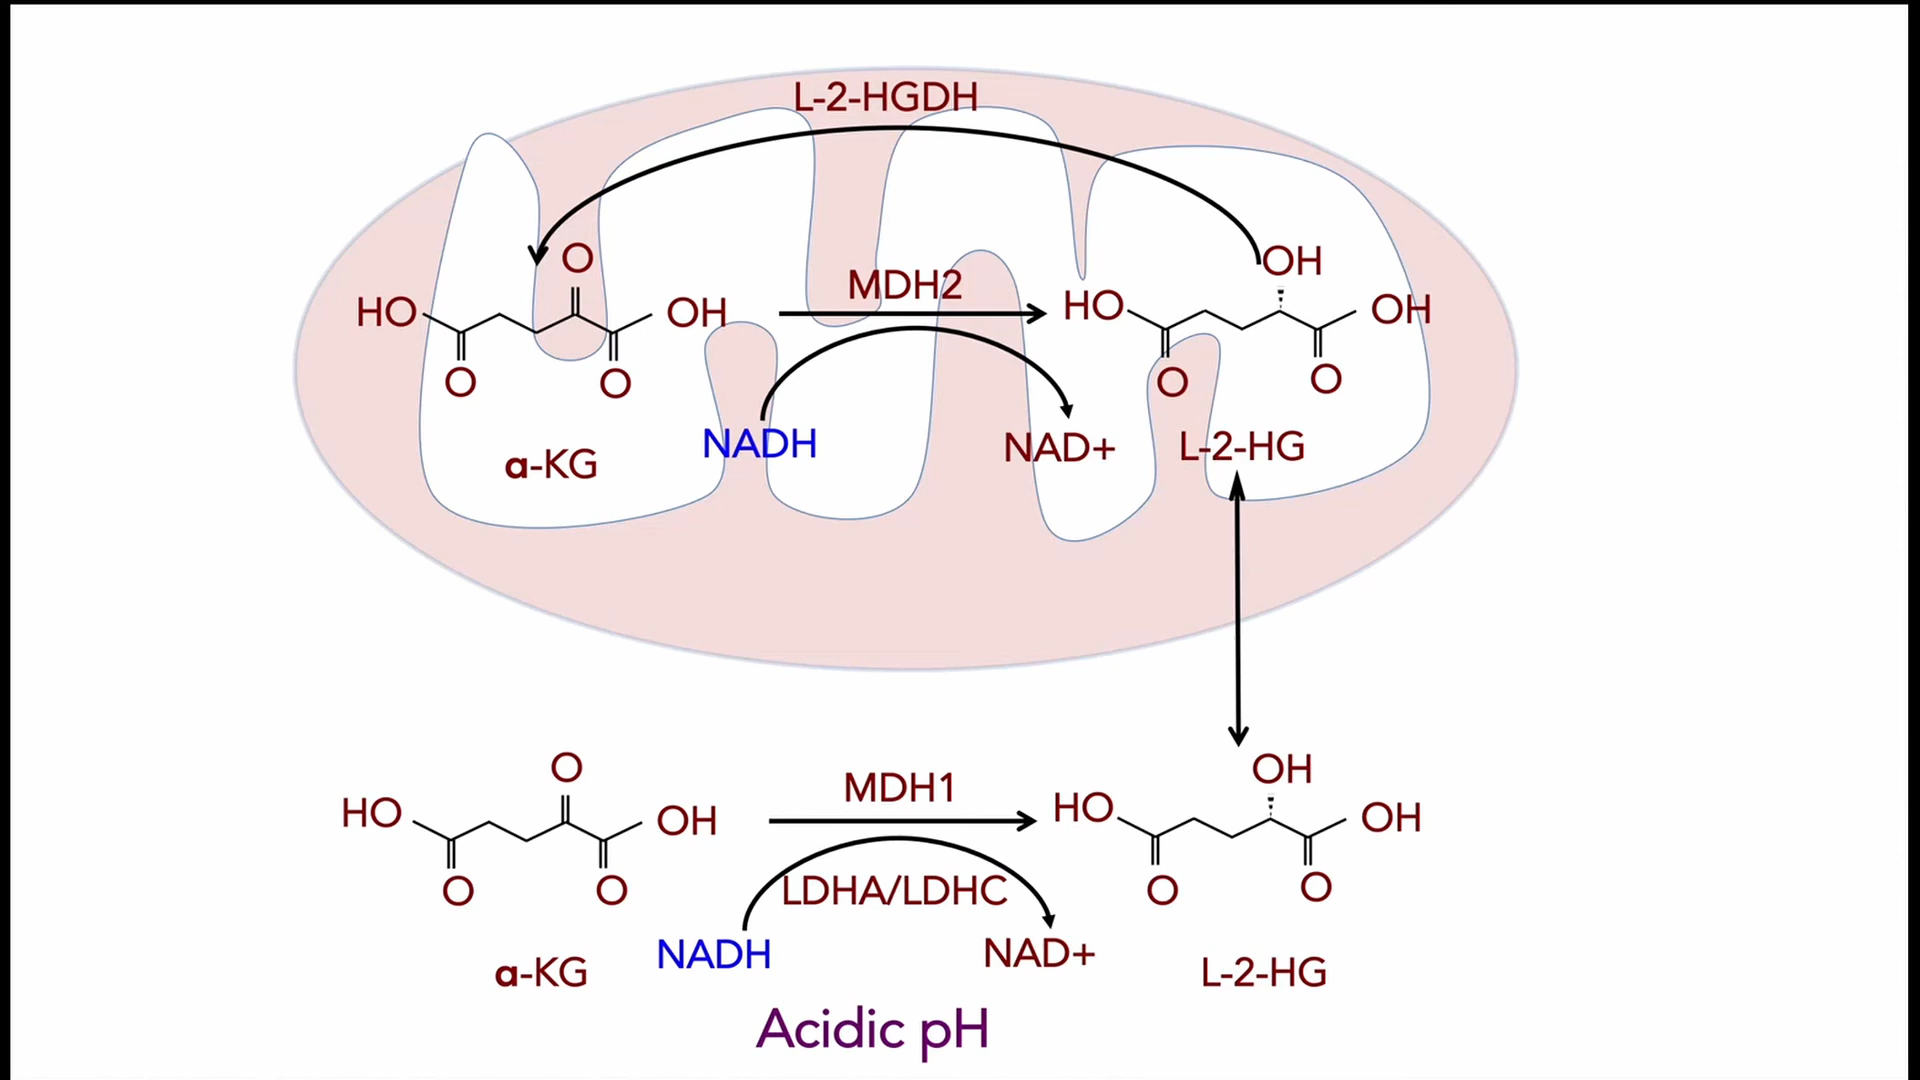 L-2-HGDH
O
OH
HO
OH
MDH2
HO
OH
O
O
O
O
NADH
NAD+
L-2-HG
α-KG
O
OH
MDH1
HO
OH
HO
OH
O
O
LDHA/LDHC
O
O
NADH
NAD+
α-KG
L-2-HG
Acidic pH